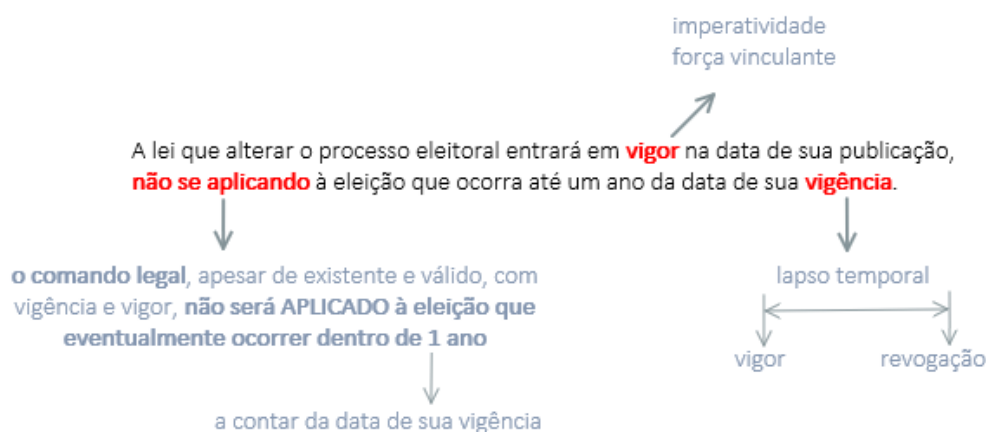 imperatividade
força vinculante
A lei que alterar o processo eleitoral entrará em vigor na data de sua publicação,
não se aplicando à eleição que ocorra até um ano da data de sua vigência.
o comando legal, apesar de existente e válido, com
vigência e vigor, não será APLICADO à eleição que
eventualmente ocorrer dentro de 1 ano
a contar da data de sua vigência
lapso temporal
vigor
revogação